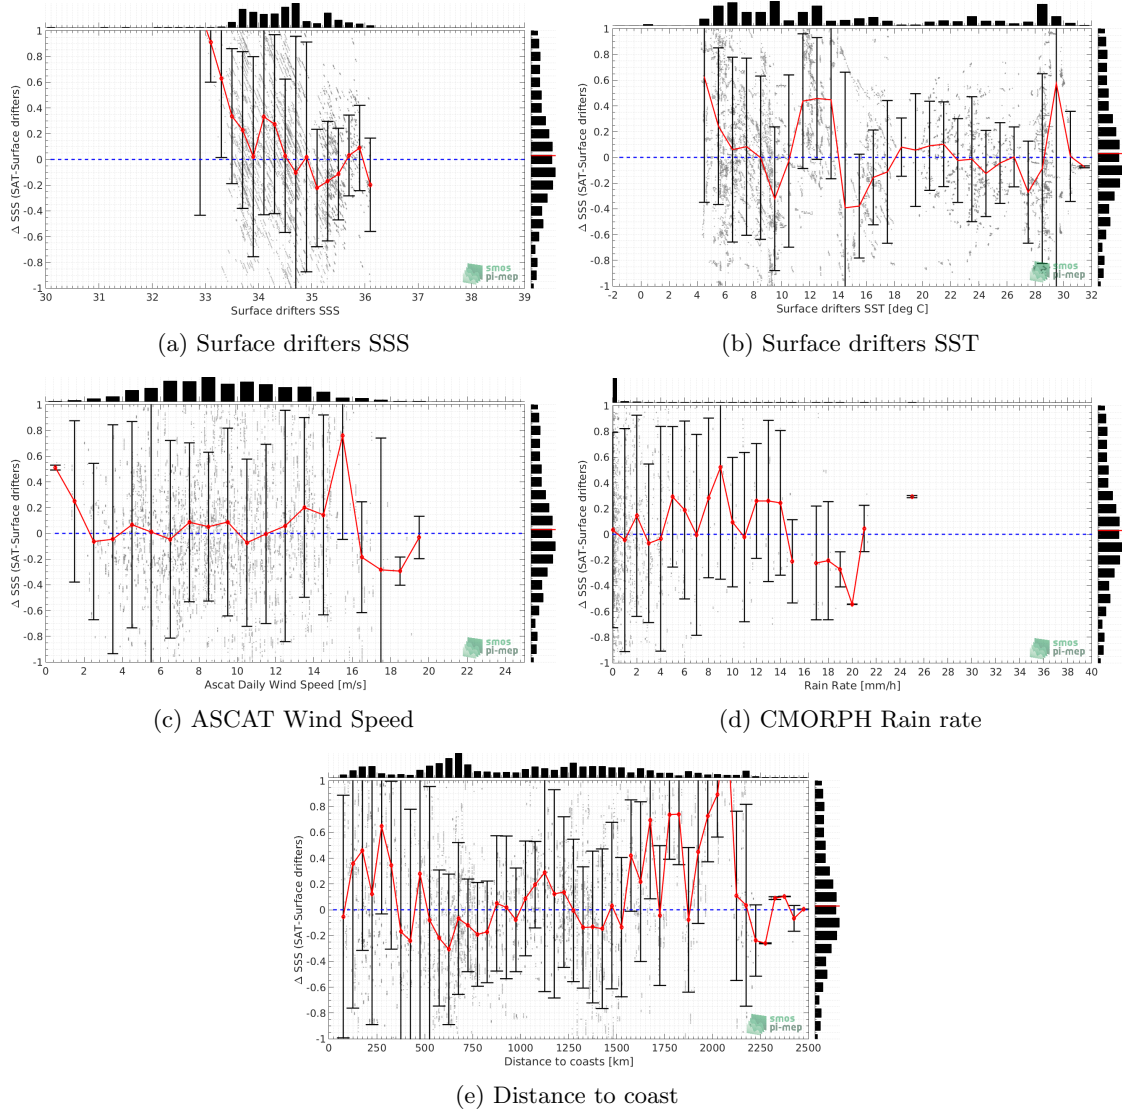 1
0.8
0.6
0.4
0.2
0
-0.2
-0.4
-0.6
-0.8
-1
Δ SSS (SAT-Surface drifters)
30 31 32 33 34 35 36 37 38 39
Surface drifters SSS
smos
pi-mep
(a) Surface drifters SSS
1
0.8
0.6
0.4
0.2
0
-0.2
-0.4
-0.6
-0.8
-1
Δ SSS (SAT-Surface drifters)
-2 0 2 4 6 8 10 12 14 16 18 20 22 24 26 28 30 32
Surface drifters SST [deg C]
smos
pi-mep
(b) Surface drifters SST
1
0.8
0.6
0.4
0.2
0
-0.2
-0.4
-0.6
-0.8
-1
Δ SSS (SAT-Surface drifters)
0 2 4 6 8 10 12 14 16 18 20 22 24
Ascat Daily Wind Speed [m/s]
smos
pi-mep
(c) ASCAT Wind Speed
1
0.8
0.6
0.4
0.2
0
-0.2
-0.4
-0.6
-0.8
-1
Δ SSS (SAT-Surface drifters)
0 2 4 6 8 10 12 14 16 18 20 22 24 26 28 30 32 34 36 38 40
Rain Rate [mm/h]
smos
pi-mep
(d) CMORPH Rain rate
1
0.8
0.6
0.4
0.2
0
-0.2
-0.4
-0.6
-0.8
-1
Δ SSS (SAT-Surface drifters)
0 250 500 750 1000 1250 1500 1750 2000 2250 2500
Distance to coasts [km]
smos
pi-mep
(e) Distance to coast